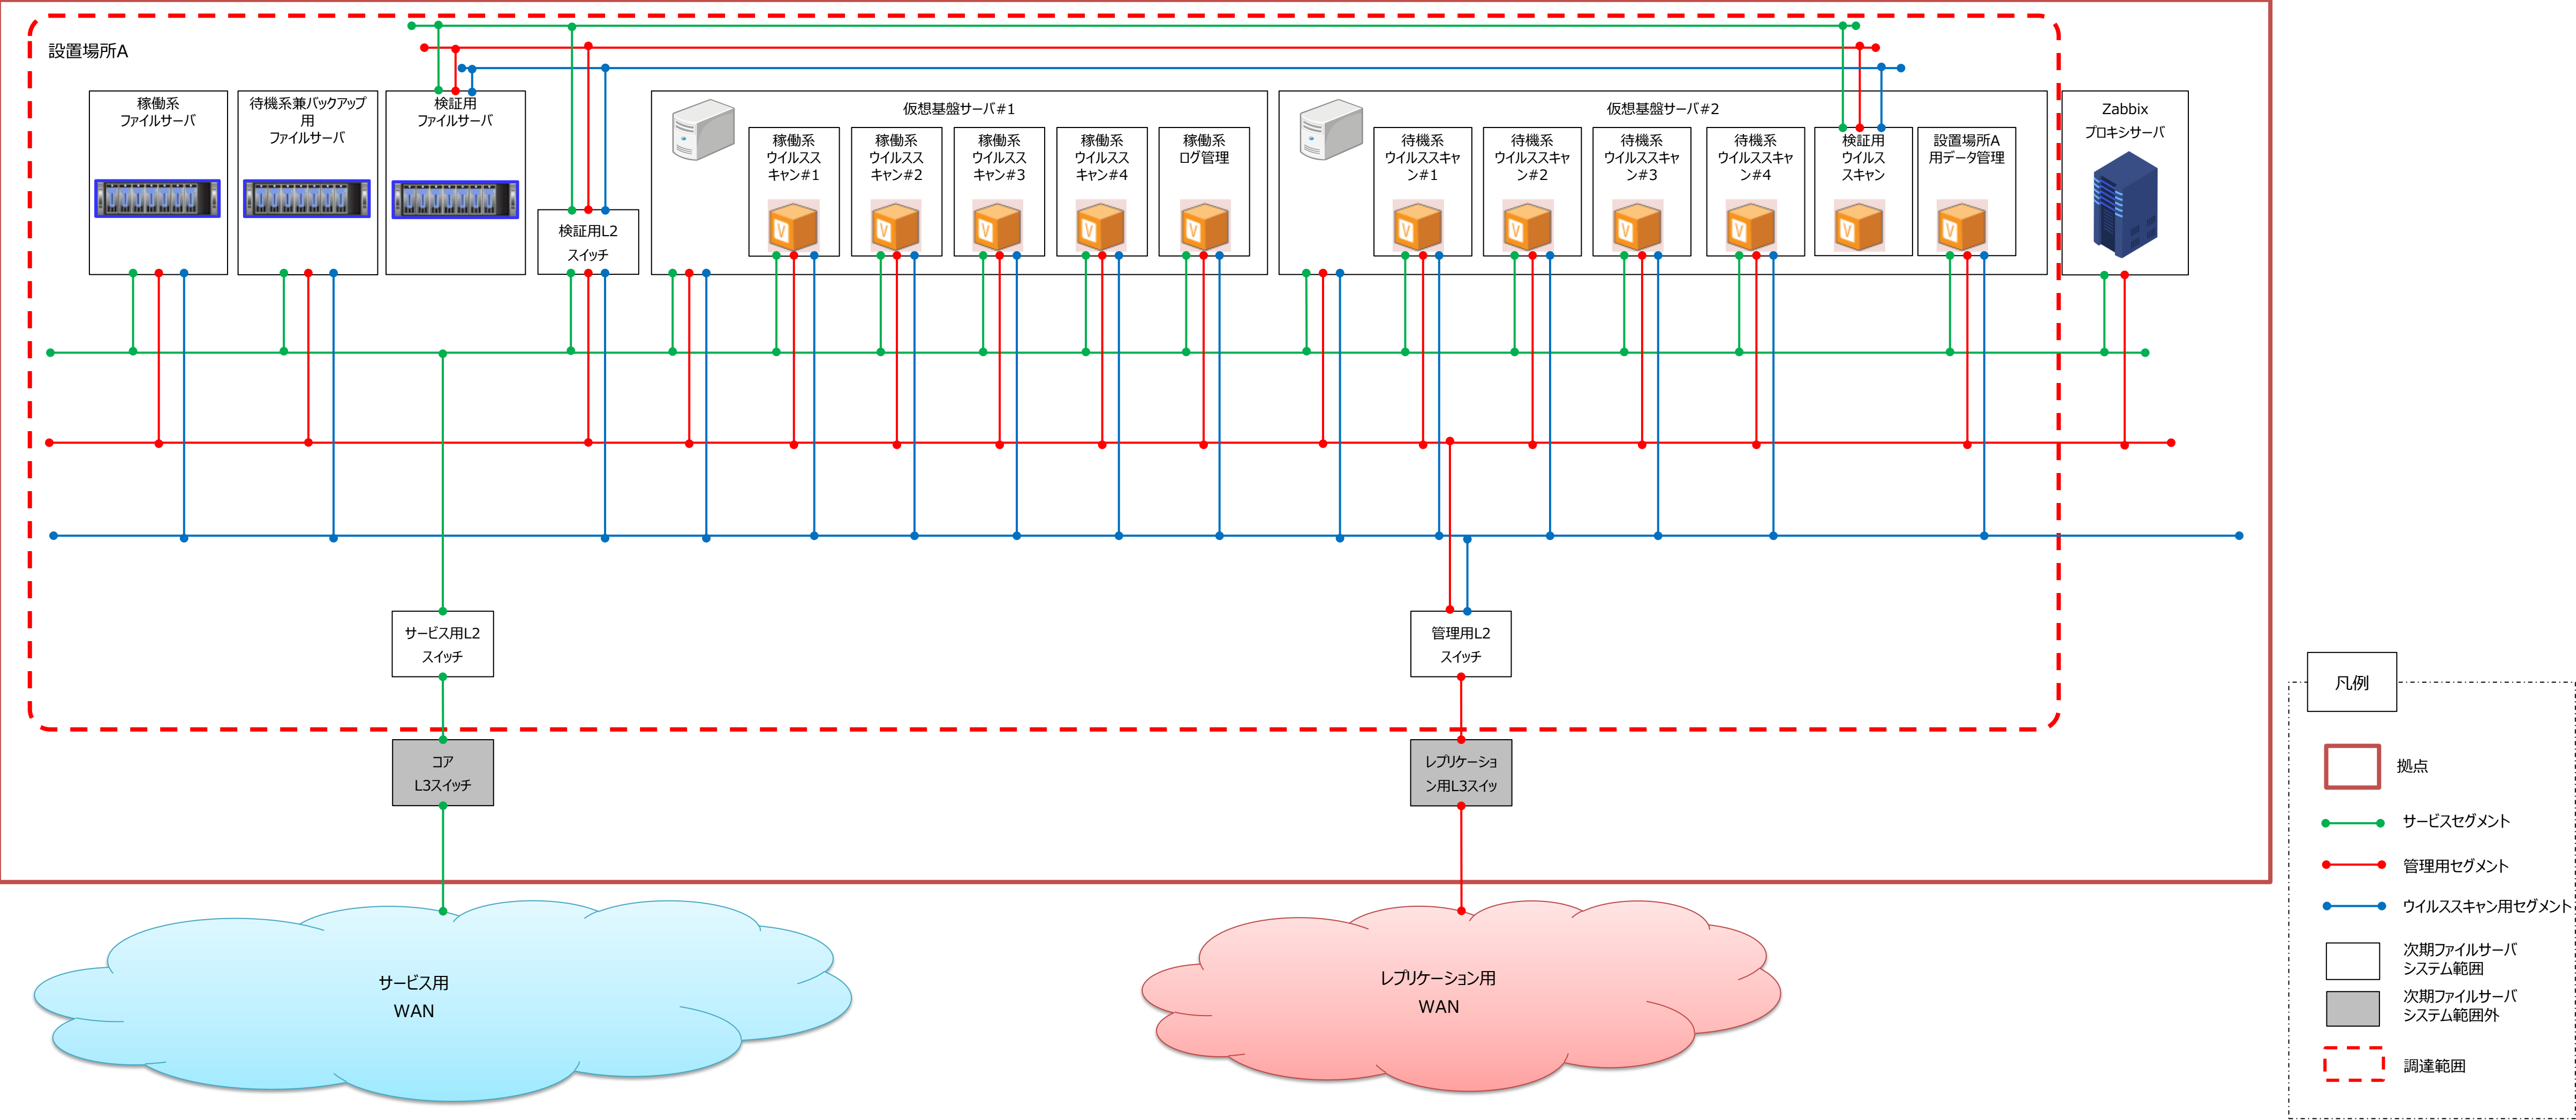 設置場所A
稼働系
ファイルサーバ
待機系兼バックアップ
用
ファイルサーバ
検証用
ファイルサーバ
検証用L2
スイッチ
仮想基盤サーバ#1
稼働系
ウイルスス
キャン#1
稼働系
ウイルスス
キャン#2
稼働系
ウイルスス
キャン#3
稼働系
ウイルスス
キャン#4
稼働系
ログ管理
仮想基盤サーバ#2
待機系
ウイルススキャ
ン#1
待機系
ウイルススキャ
ン#2
待機系
ウイルススキャ
ン#3
待機系
ウイルススキャ
ン#4
検証用
ウイルス
スキャン
設置場所A
用データ管理
Zabbix
プロキシサーバ
V
V
V
V
V
V
V
V
V
V
V
サービス用L2
スイッチ
管理用L2
スイッチ
コア
L3スイッチ
レプリケーショ
ン用L3スイッ
サービス用
WAN
レプリケーション用
WAN
凡例
拠点
サービスセグメント
管理用セグメント
ウイルススキャン用セグメント
次期ファイルサーバ
システム範囲
次期ファイルサーバ
システム範囲外
調達範囲